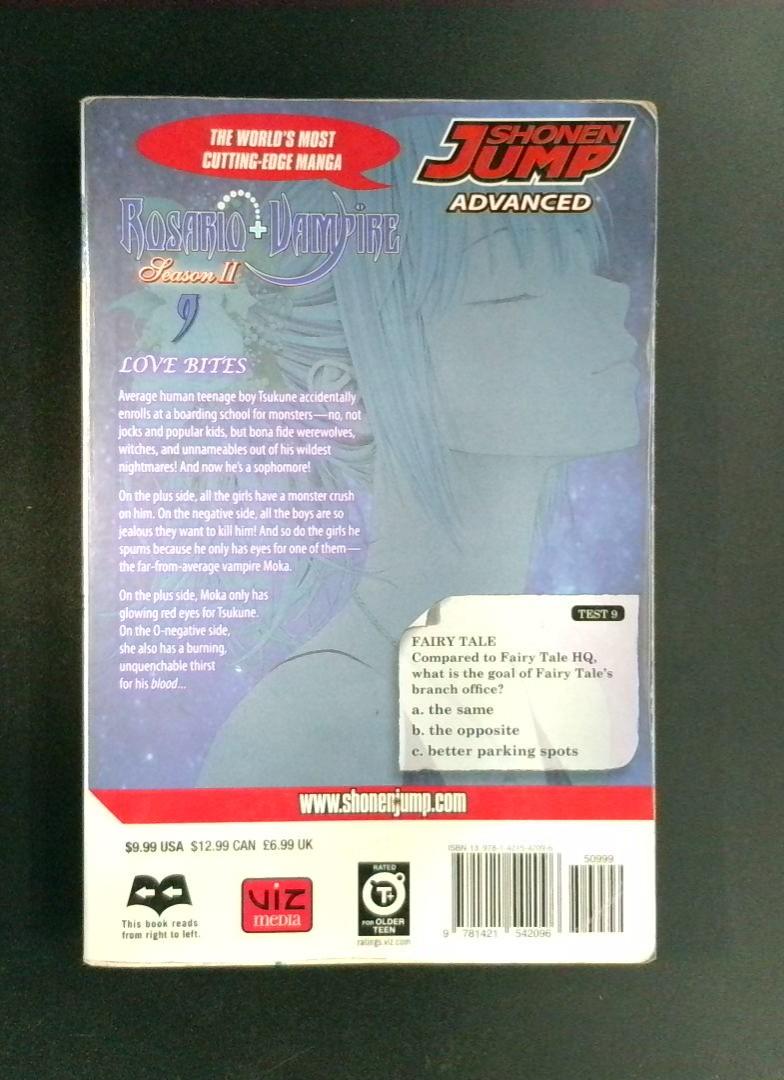 THE WORLD'S MOST
CUTTING-EDGE MANGA
SHONEN
JUMP
ADVANCED
ROSARIO+VAMPIRE
Season II
9
LOVE BITES
Average human teenage boy Tsukune accidentally
enrolls at a boarding school for monsters—no, not
jocks and popular kids, but bona fide werewolves,
witches, and unnameables out of his wildest
nightmares! And now he's a sophomore!
On the plus side, all the girls have a monster crush
on him. On the negative side, all the boys are so
jealous they want to kill him! And so do the girls he
spurns because he only has eyes for one of them—
the far-from-average vampire Moka.
On the plus side, Moka only has
glowing red eyes for Tsukune.
On the O-negative side,
she also has a burning,
unquenchable thirst
for his blood...
TEST 9
FAIRY TALE
Compared to Fairy Tale HQ,
what is the goal of Fairy Tale's
branch office?
a. the same
b. the opposite
c. better parking spots
www.shonenjump.com
$9.99 USA $12.99 CAN £6.99 UK
This book reads
from right to left.
VIZ
media
RATED
T+
FOR OLDER
TEEN
ratings.viz.com
ISBN-13: 978-1-4215-4209-6
50999
9 781421 542096